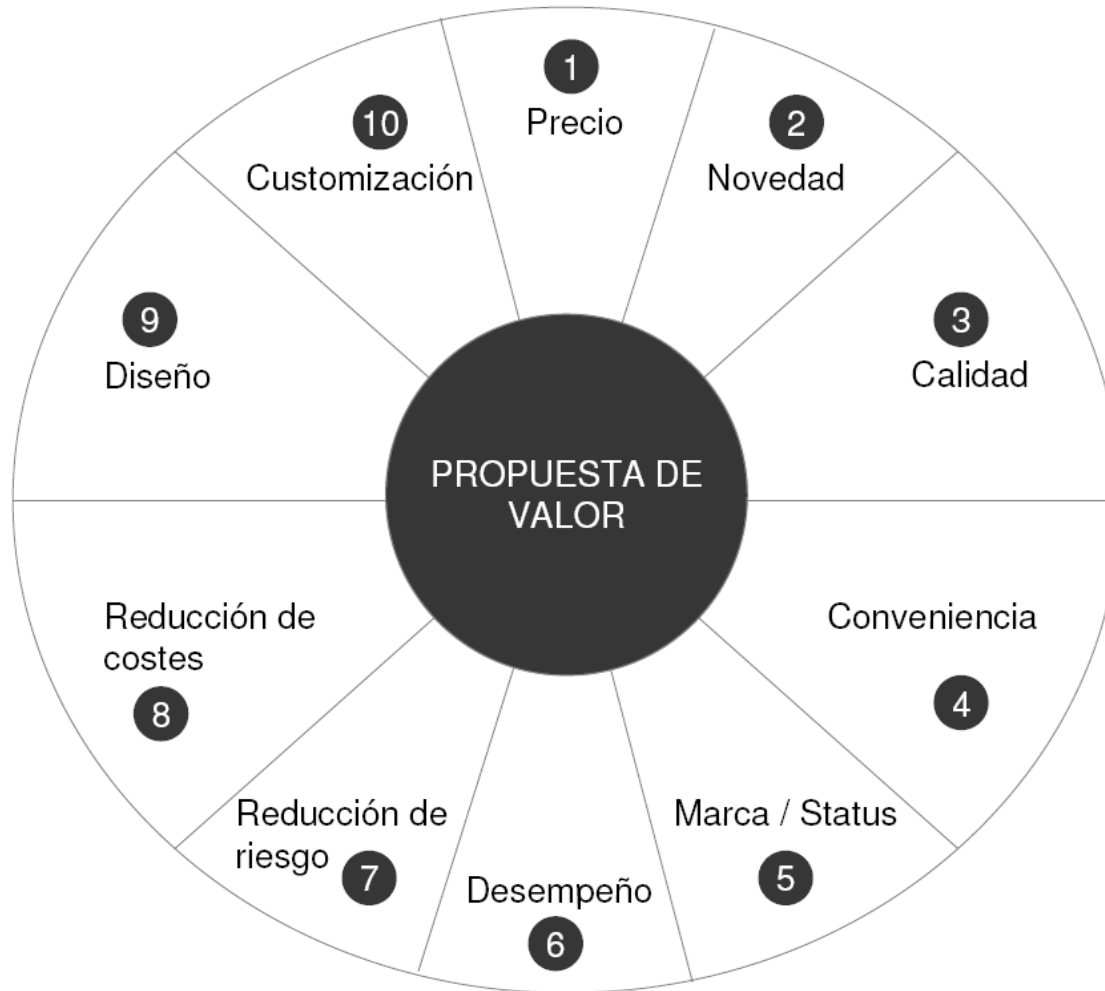 1
Precio
2
Novedad
3
Calidad
Conveniencia
4
Marca / Status
5
Desempeño
6
Reducción de
riesgo
7
Reducción de
costes
8
9
Diseño
10
Customización
PROPUESTA DE
VALOR